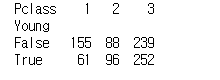 Pclass 1 2 3
Young
False 155 88 239
True 61 96 252